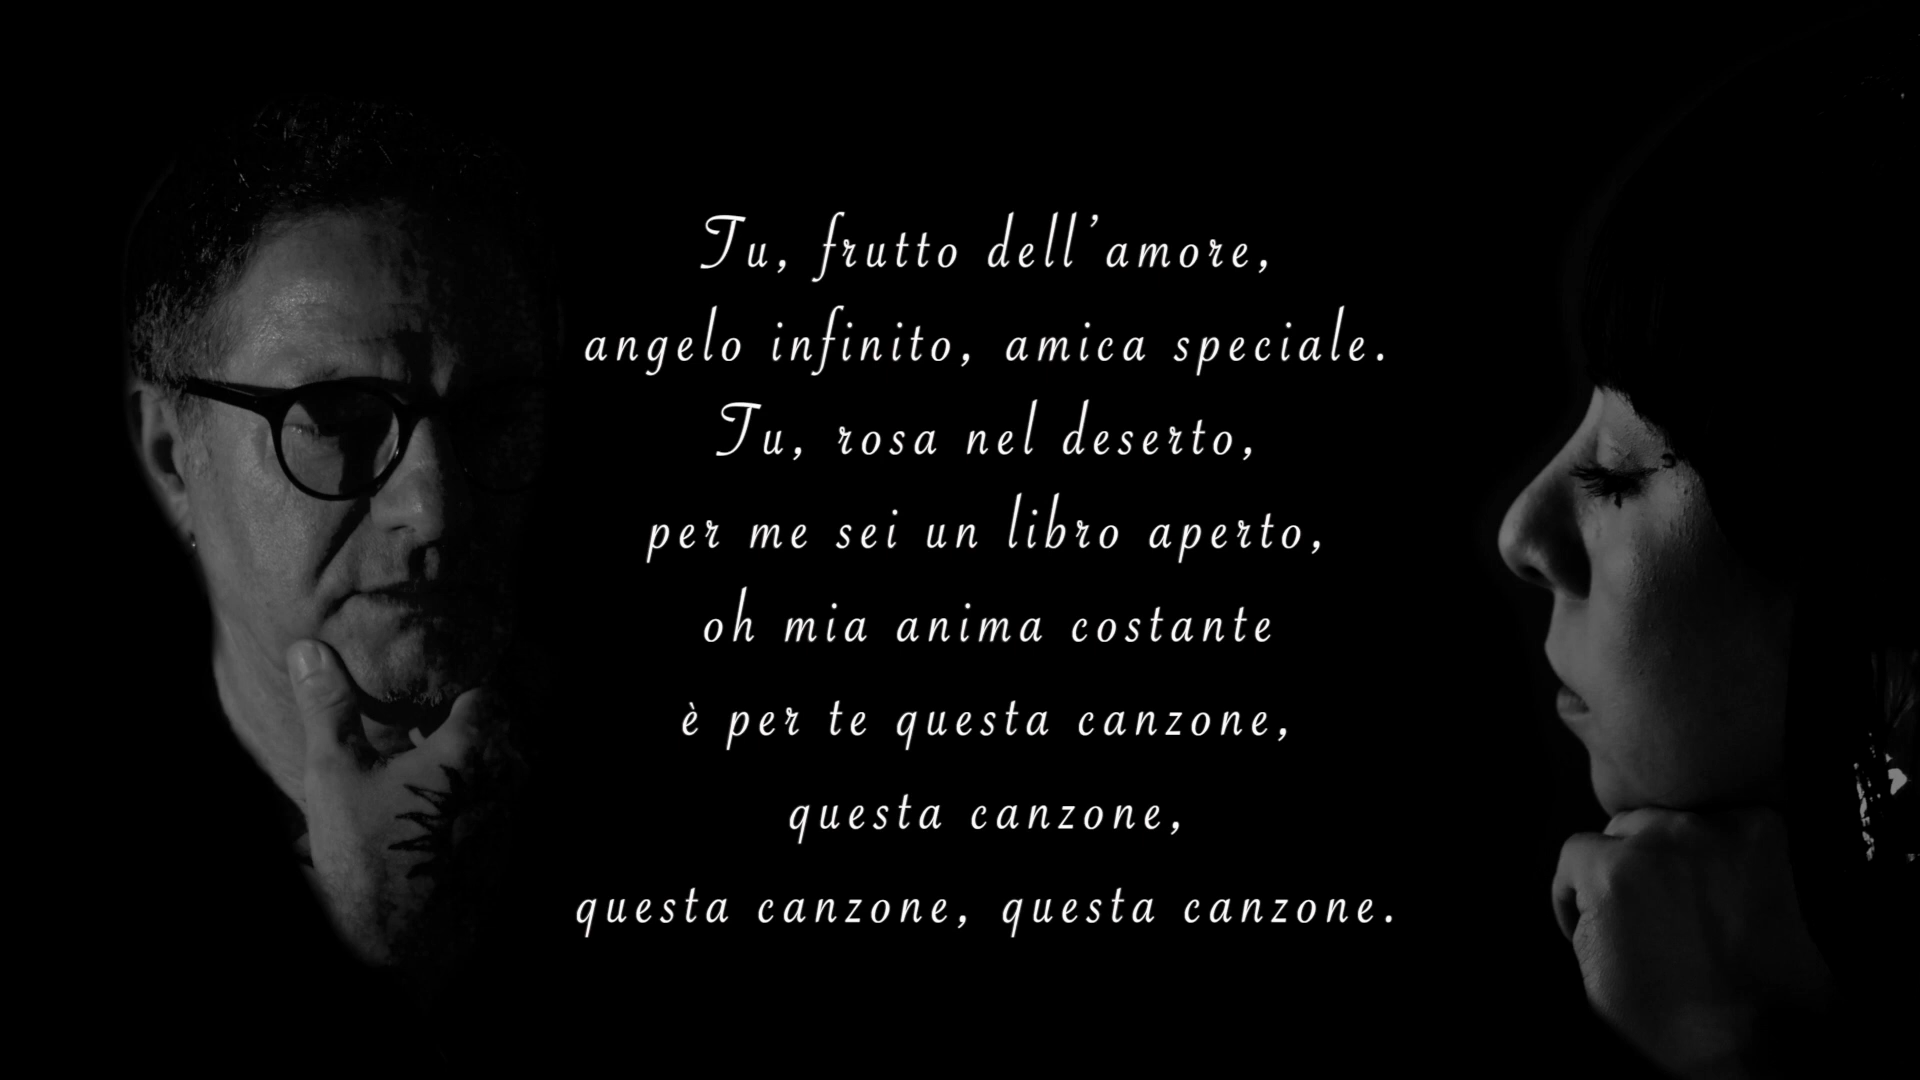 Tu, frutto dell'amore,
angelo infinito, amica speciale.
Tu, rosa nel deserto,
per me sei un libro aperto,
oh mia anima costante
è per te questa canzone,
questa canzone,
questa canzone, questa canzone.